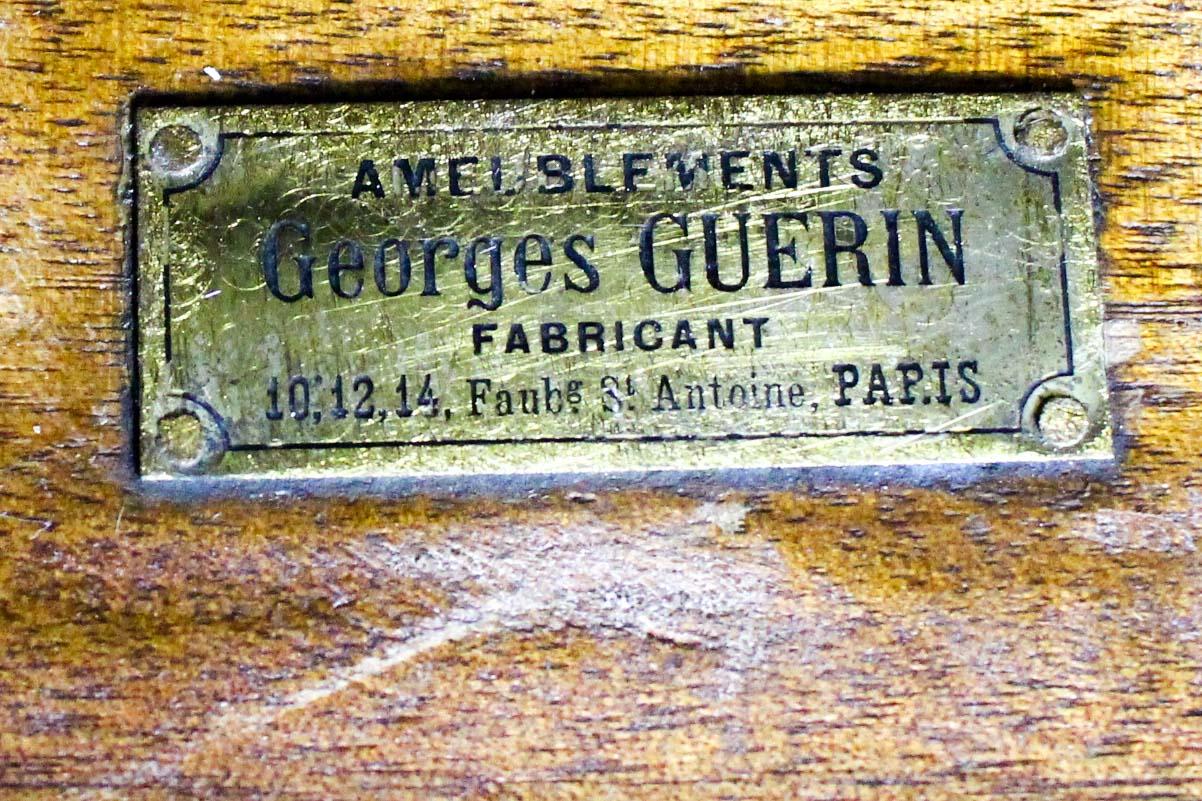 AMEUBLEMENTS
Georges GUERIN
FABRICANT
10,12,14, Faubg St Antoine, PARIS